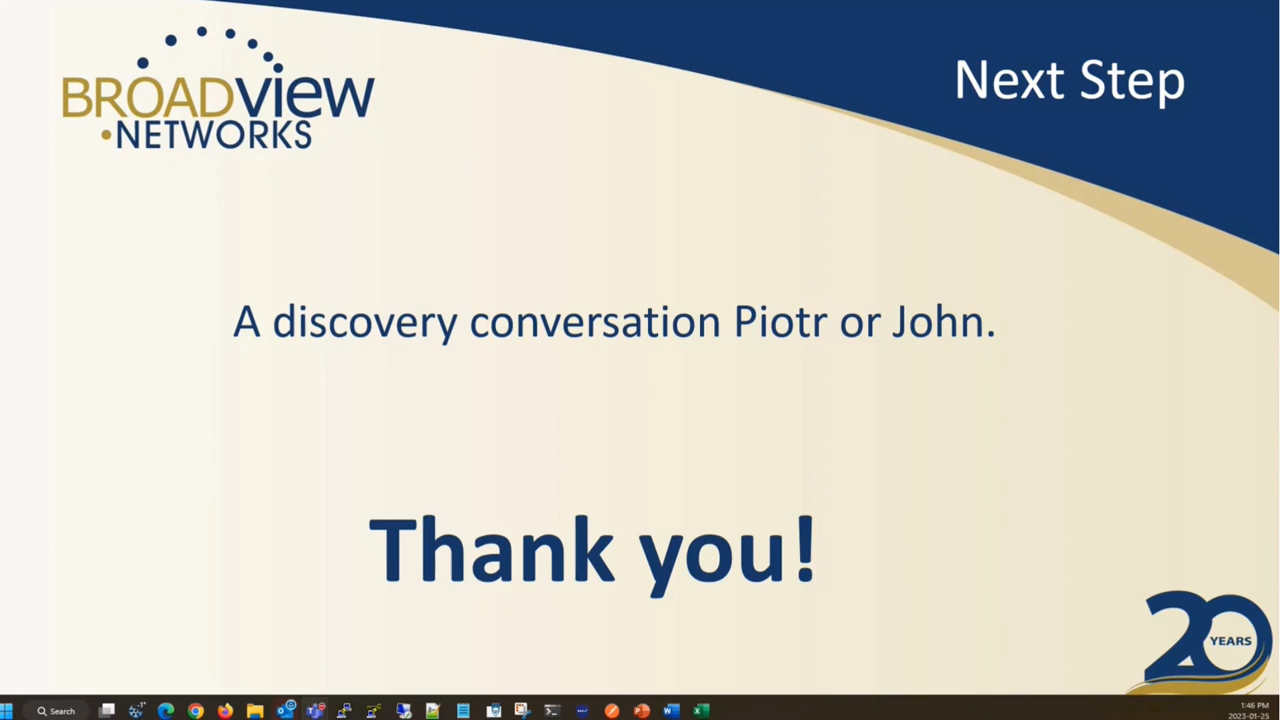 BROADVIEW
NETWORKS
Next Step
A discovery conversation Piotr or John.
Thank you!
20
YEARS
Search
1:46 PM
2023-01-25